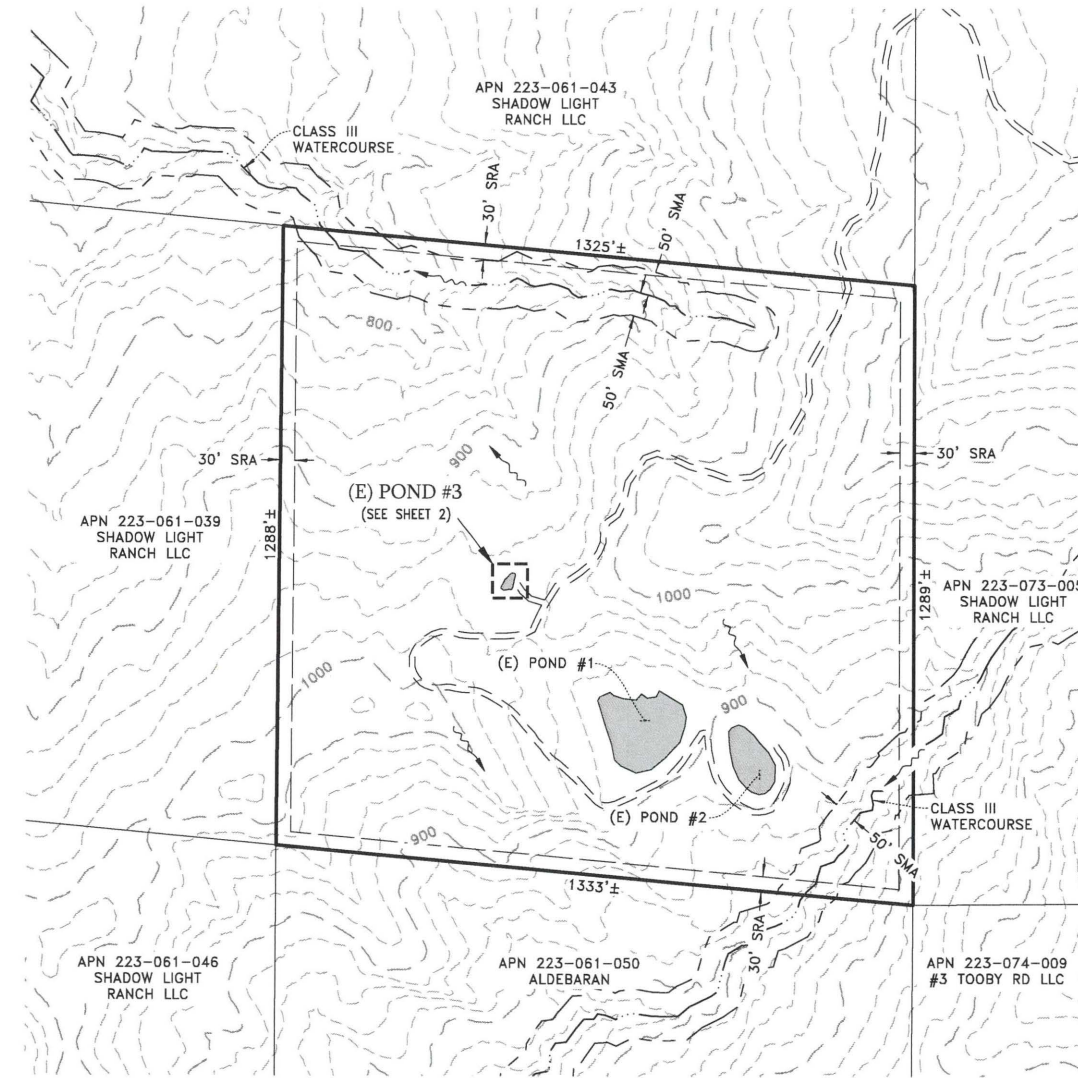 APN 223-061-043
SHADOW LIGHT
RANCH LLC
CLASS III
WATERCOURSE
30' SRA
50' SMA
1325'±
800
50' SMA
900
30' SRA
30' SRA
(E) POND #3
(SEE SHEET 2)
APN 223-061-039
SHADOW LIGHT
RANCH LLC
1288'±
1289'±
APN 223-073-005
SHADOW LIGHT
RANCH LLC
1000
1000
(E) POND #1
900
(E) POND #2
CLASS III
WATERCOURSE
50' SMA
900
1333'±
30' SRA
APN 223-061-046
SHADOW LIGHT
RANCH LLC
APN 223-061-050
ALDEBARAN
APN 223-074-009
#3 TOOBY RD LLC